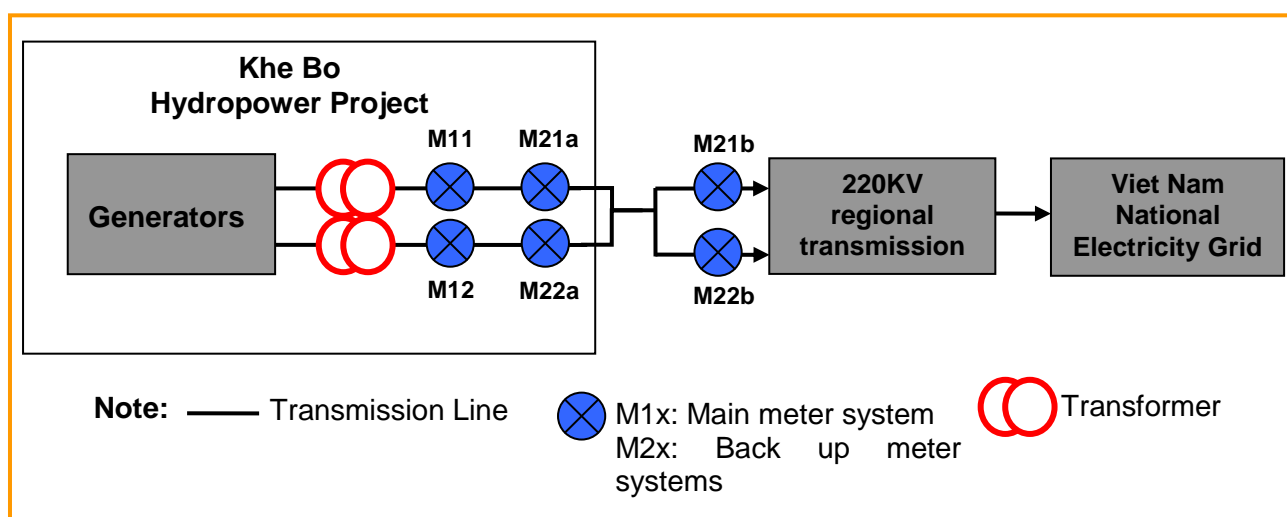 Khe Bo
Hydropower Project
M11
M21a
M21b
Generators
220KV
regional
transmission
Viet Nam
National
Electricity Grid
M12
M22a
M22b
Note:
Transmission Line
M1x: Main meter system
M2x: Back up meter
systems
Transformer